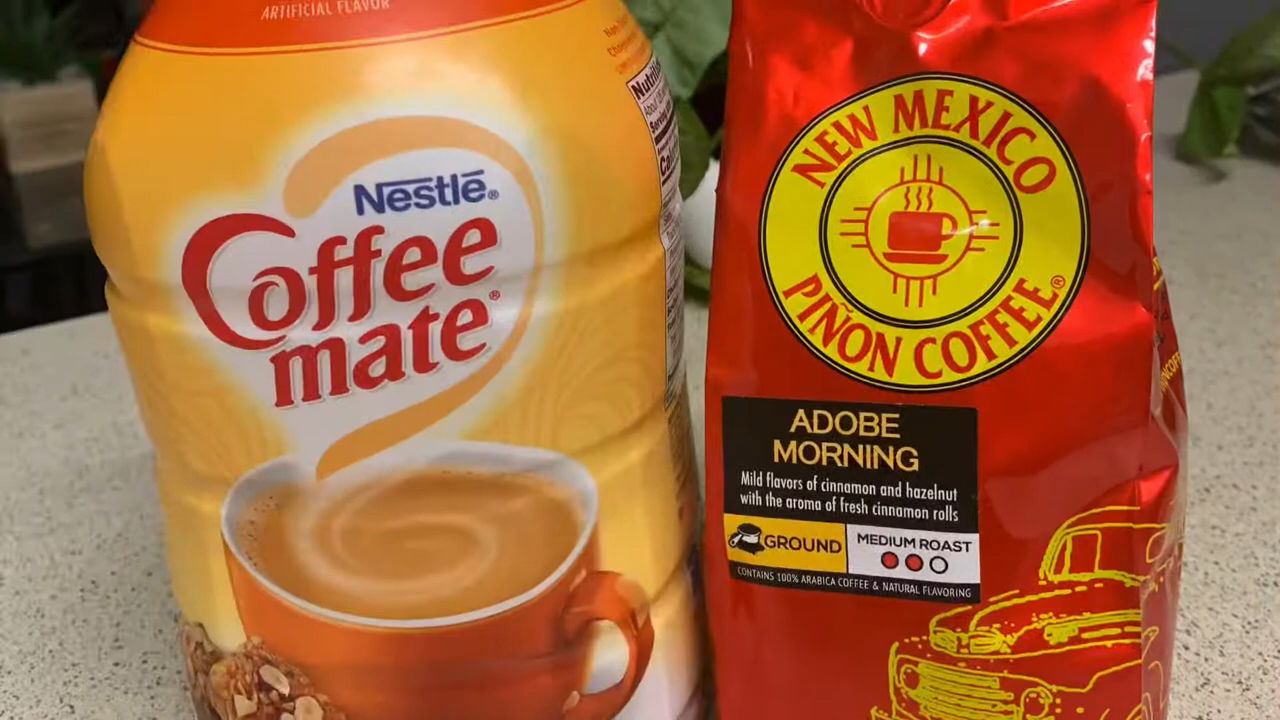 ARTIFICIAL FLAVOR
Nestlē®
Coffee
mate®
NEW MEXICO
PIÑON COFFEE®
ADOBE
MORNING
Mild flavors of cinnamon and hazelnut
with the aroma of fresh cinnamon rolls
GROUND
MEDIUM ROAST
CONTAINS 100% ARABICA COFFEE & NATURAL FLAVORING